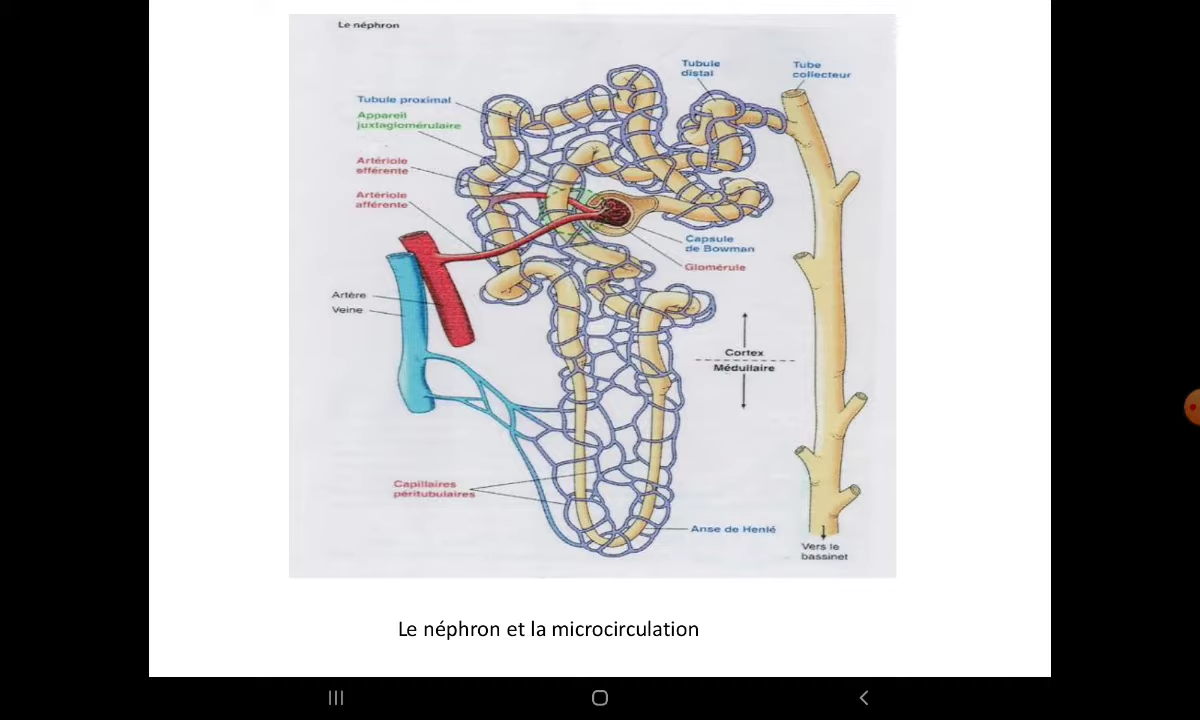 Le néphron
Tubule
distal
Tube
collecteur
Tubule proximal
Appareil
juxtaglomérulaire
Artériole
efférente
Artériole
afférente
Capsule
de Bowman
Glomérule
Artère
Veine
Cortex
Médullaire
Capillaires
péritubulaires
Anse de Henlé
Vers le
bassinet
Le néphron et la microcirculation